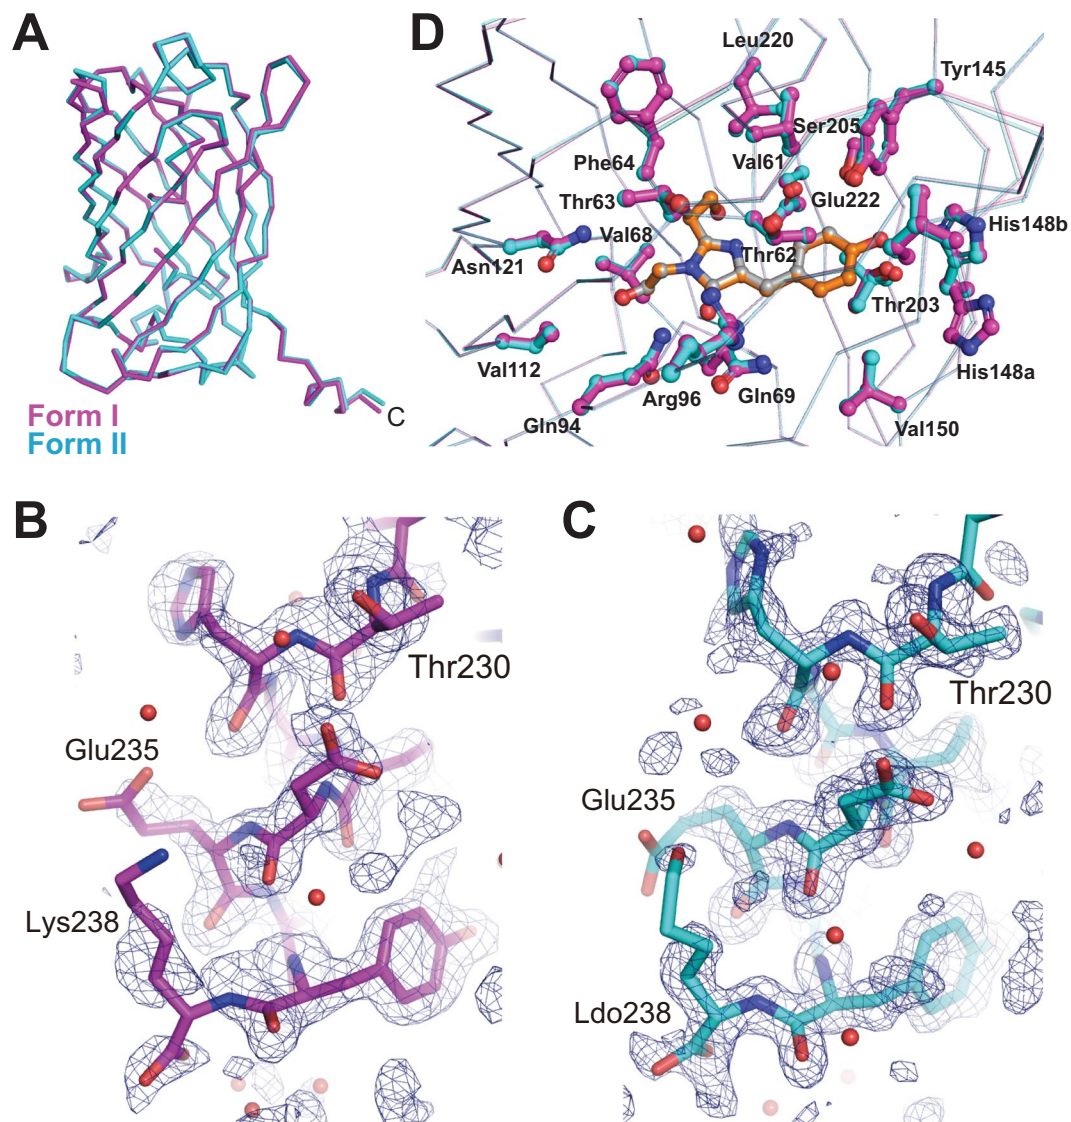 A
Form I
Form II
C
D
Leu220
Tyr145
Ser205
Phe64
Val61
Thr63
Glu222
His148b
Val68
Thr62
Asn121
Thr203
Val112
His148a
Arg96
Gln69
Gln94
Val150
B
Thr230
Glu235
Lys238
C
Thr230
Glu235
Ldo238